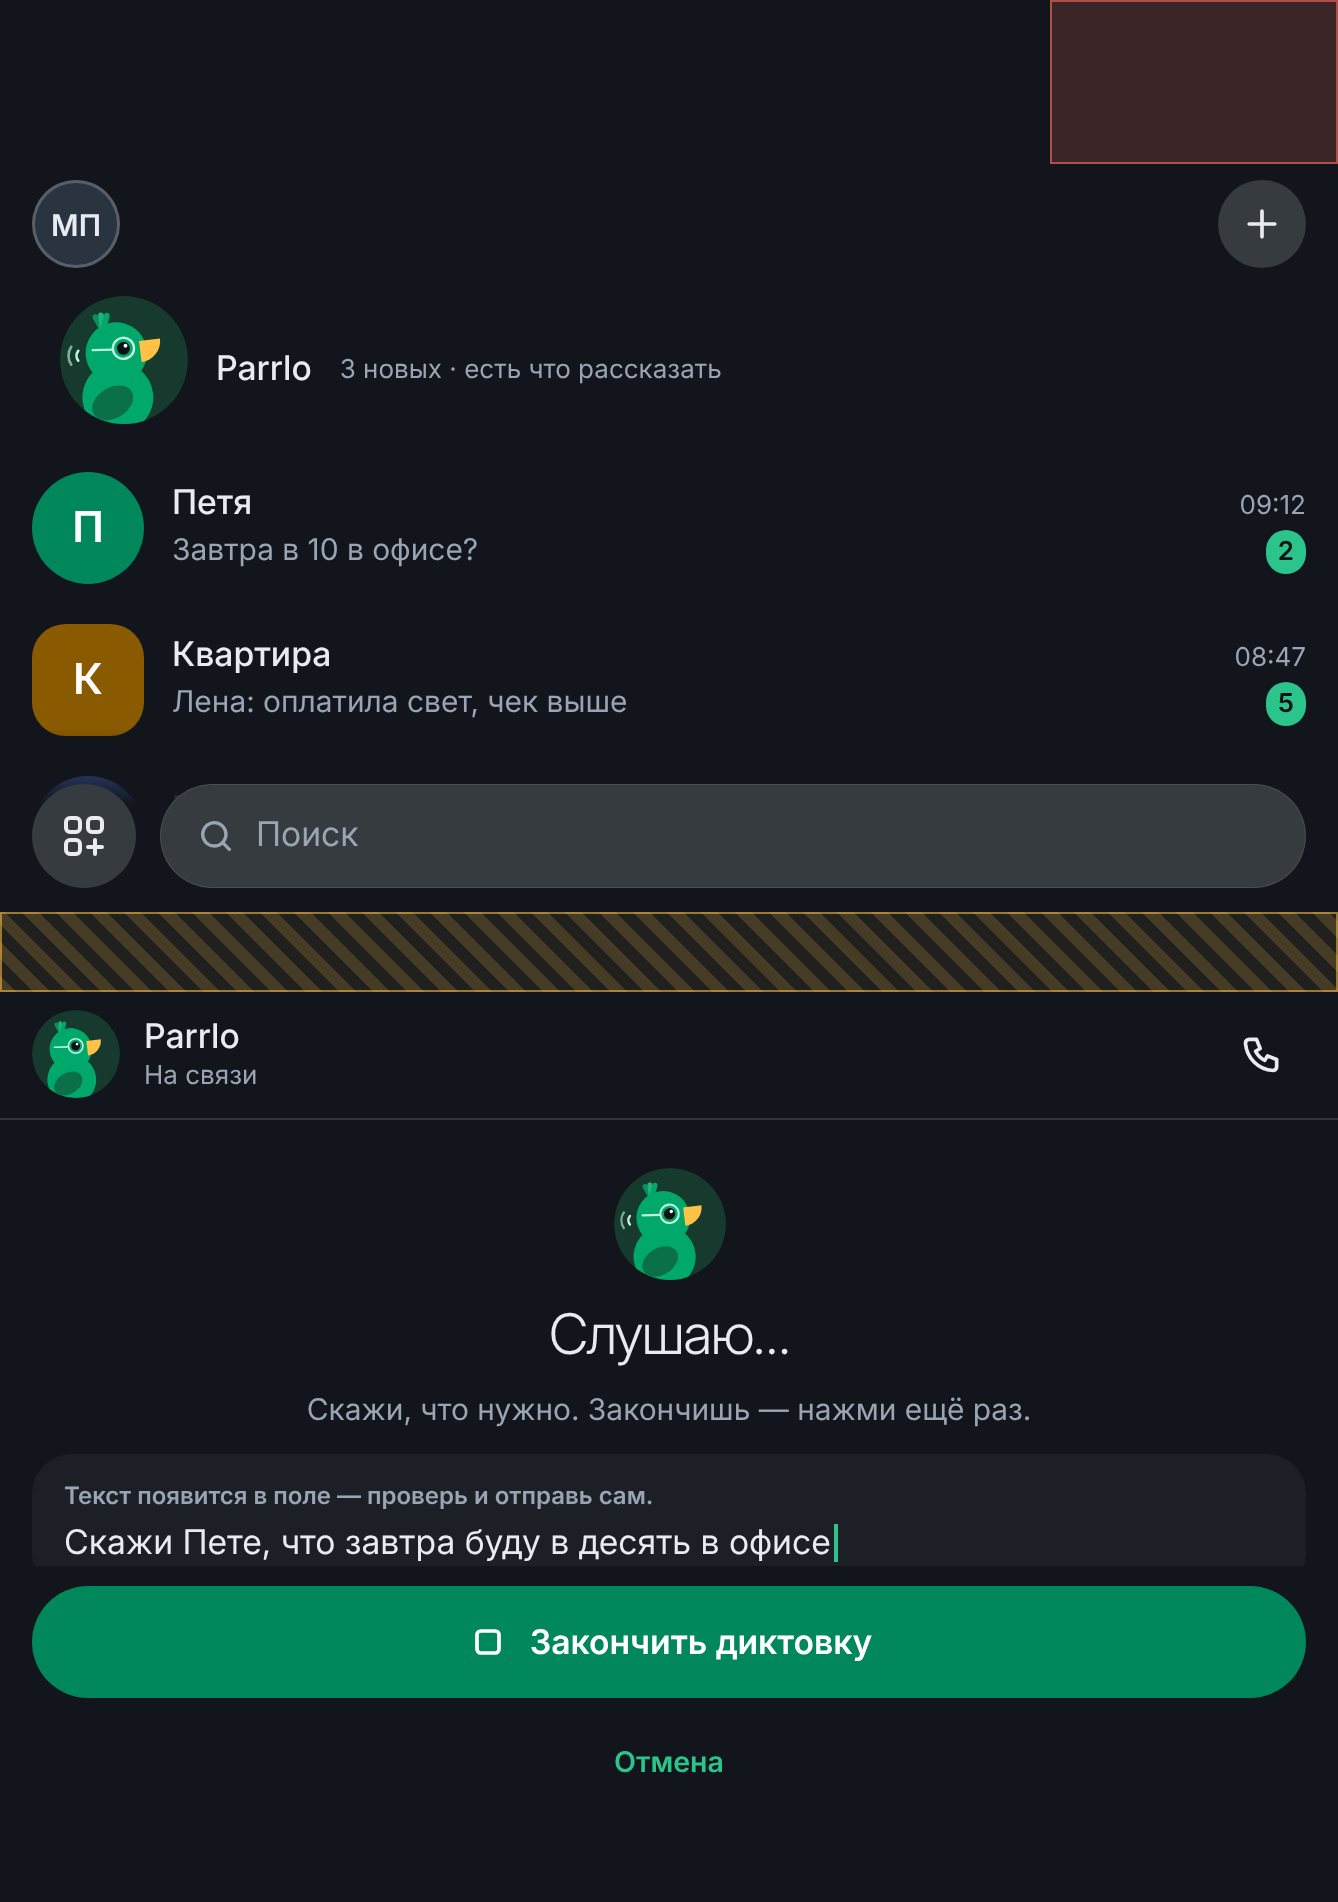 МП
Parrlo 3 новых · есть что рассказать
П
Петя
09:12
Завтра в 10 в офисе?
2
К
Квартира
08:47
Лена: оплатила свет, чек выше
5
Поиск
Parrlo
На связи
Слушаю...
Скажи, что нужно. Закончишь — нажми ещё раз.
Текст появится в поле — проверь и отправь сам.
Скажи Пете, что завтра буду в десять в офисе
Закончить диктовку
Отмена